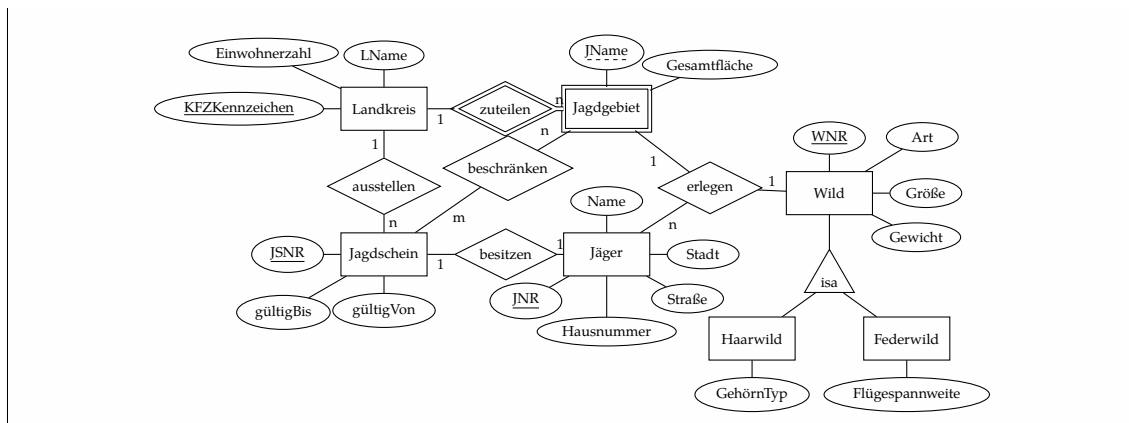 JName
Einwohnerzahl
LName
Gesamtfläche
KFZKennzeichen
Landkreis
1
zuteilen
n
Jagdgebiet
n
1
beschränken
1
WNR
Art
ausstellen
erlegen
1
Wild
Größe
Name
m
n
n
Gewicht
JSNR
Jagdschein
1
besitzen
1
Jäger
Stadt
isa
gültigBis
gültigVon
JNR
Straße
Hausnummer
Haarwild
Federwild
GehörnTyp
Flügespannweite